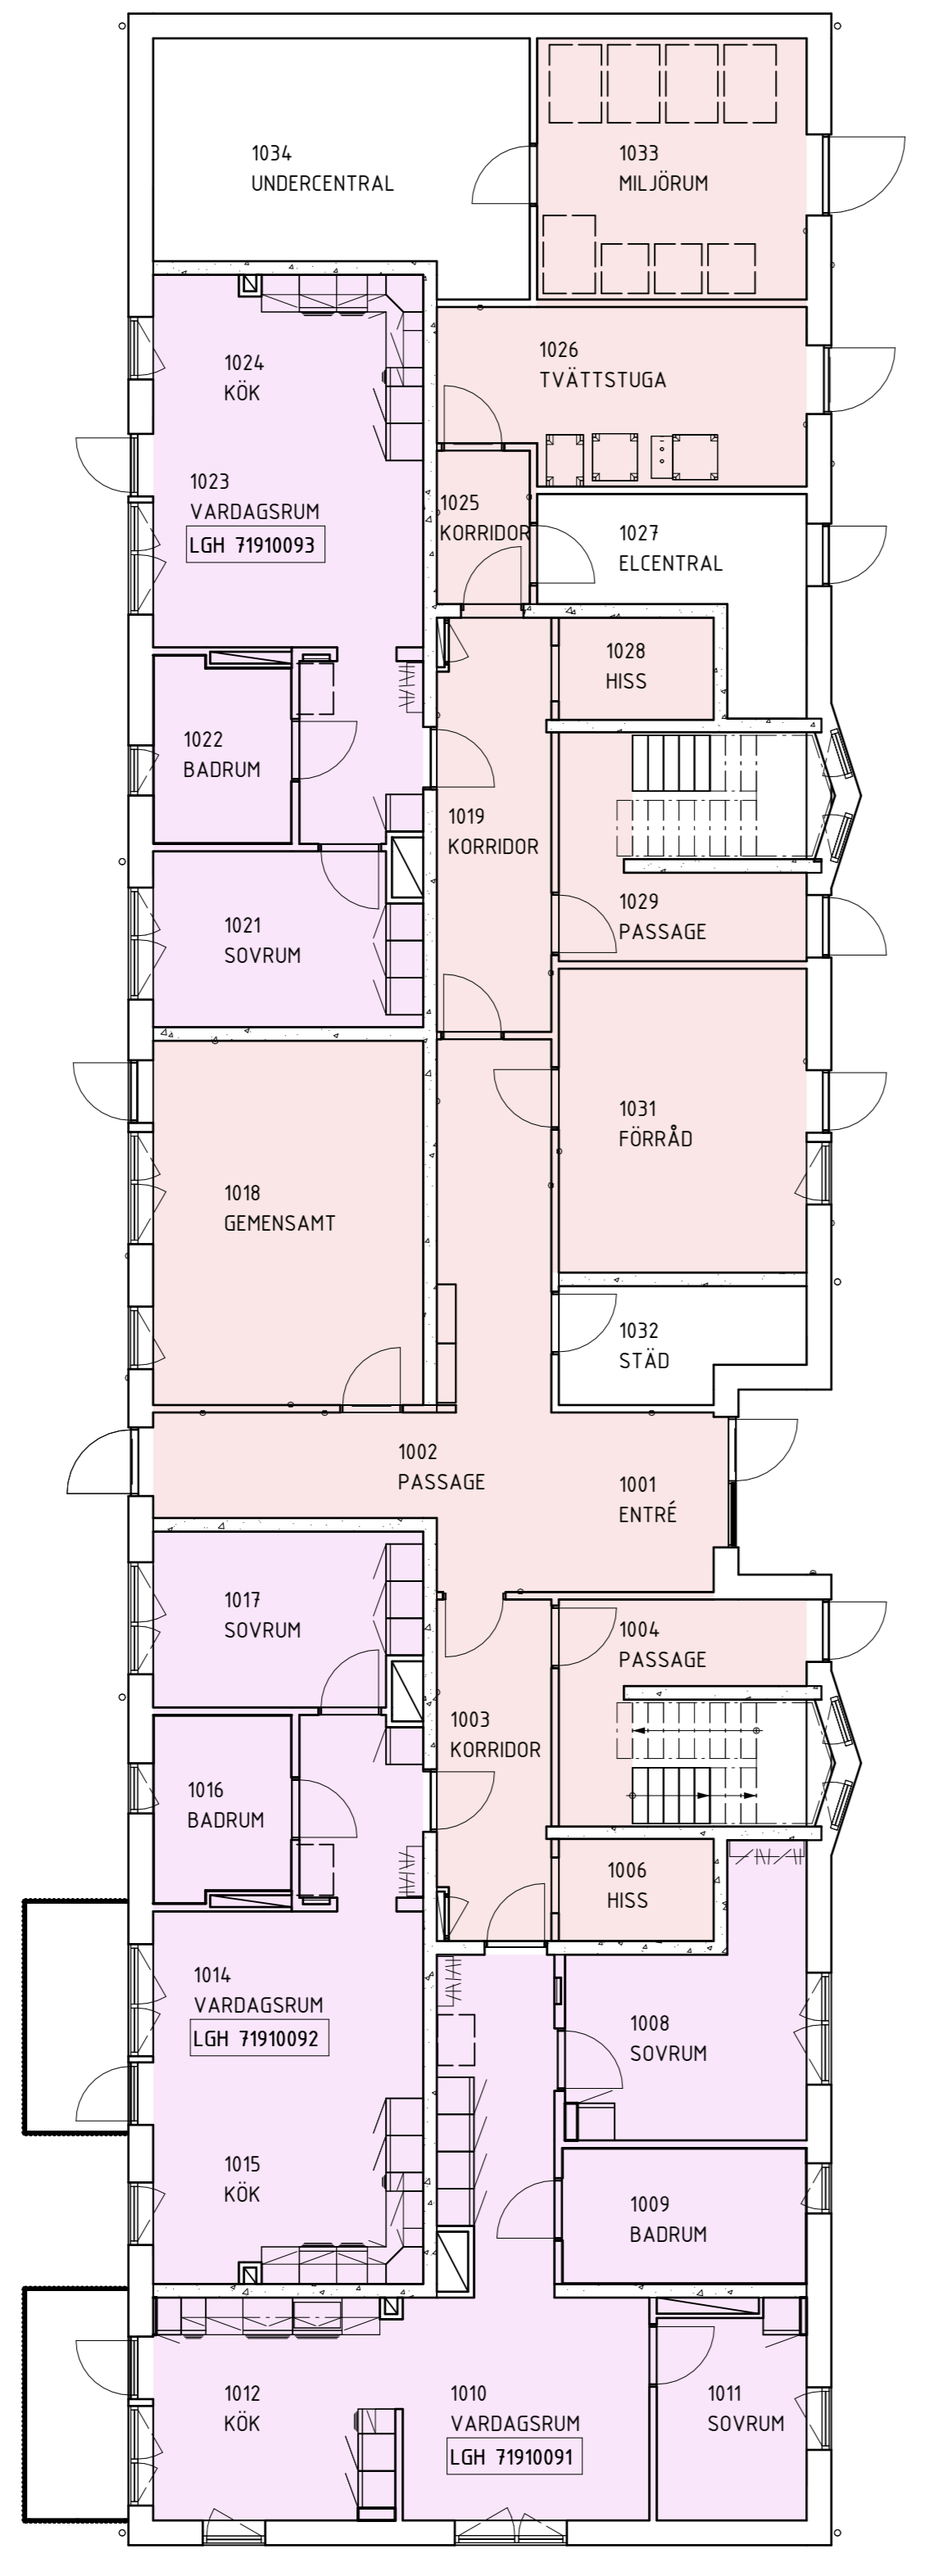 1034
UNDERCENTRAL
1033
MILJÖRUM
1024
KÖK
1026
TVÄTTSTUGA
1023
VARDAGSRUM
LGH 71910093
1025
KORRIDOR
1027
ELCENTRAL
1028
HISS
1022
BADRUM
1019
KORRIDOR
1029
PASSAGE
1021
SOVRUM
1031
FÖRRÅD
1018
GEMENSAMT
1032
STÄD
1002
PASSAGE
1001
ENTRÉ
1017
SOVRUM
1004
PASSAGE
1003
KORRIDOR
1016
BADRUM
1006
HISS
1014
VARDAGSRUM
LGH 71910092
1008
SOVRUM
1015
KÖK
1009
BADRUM
1012
KÖK
1010
VARDAGSRUM
LGH 71910091
1011
SOVRUM